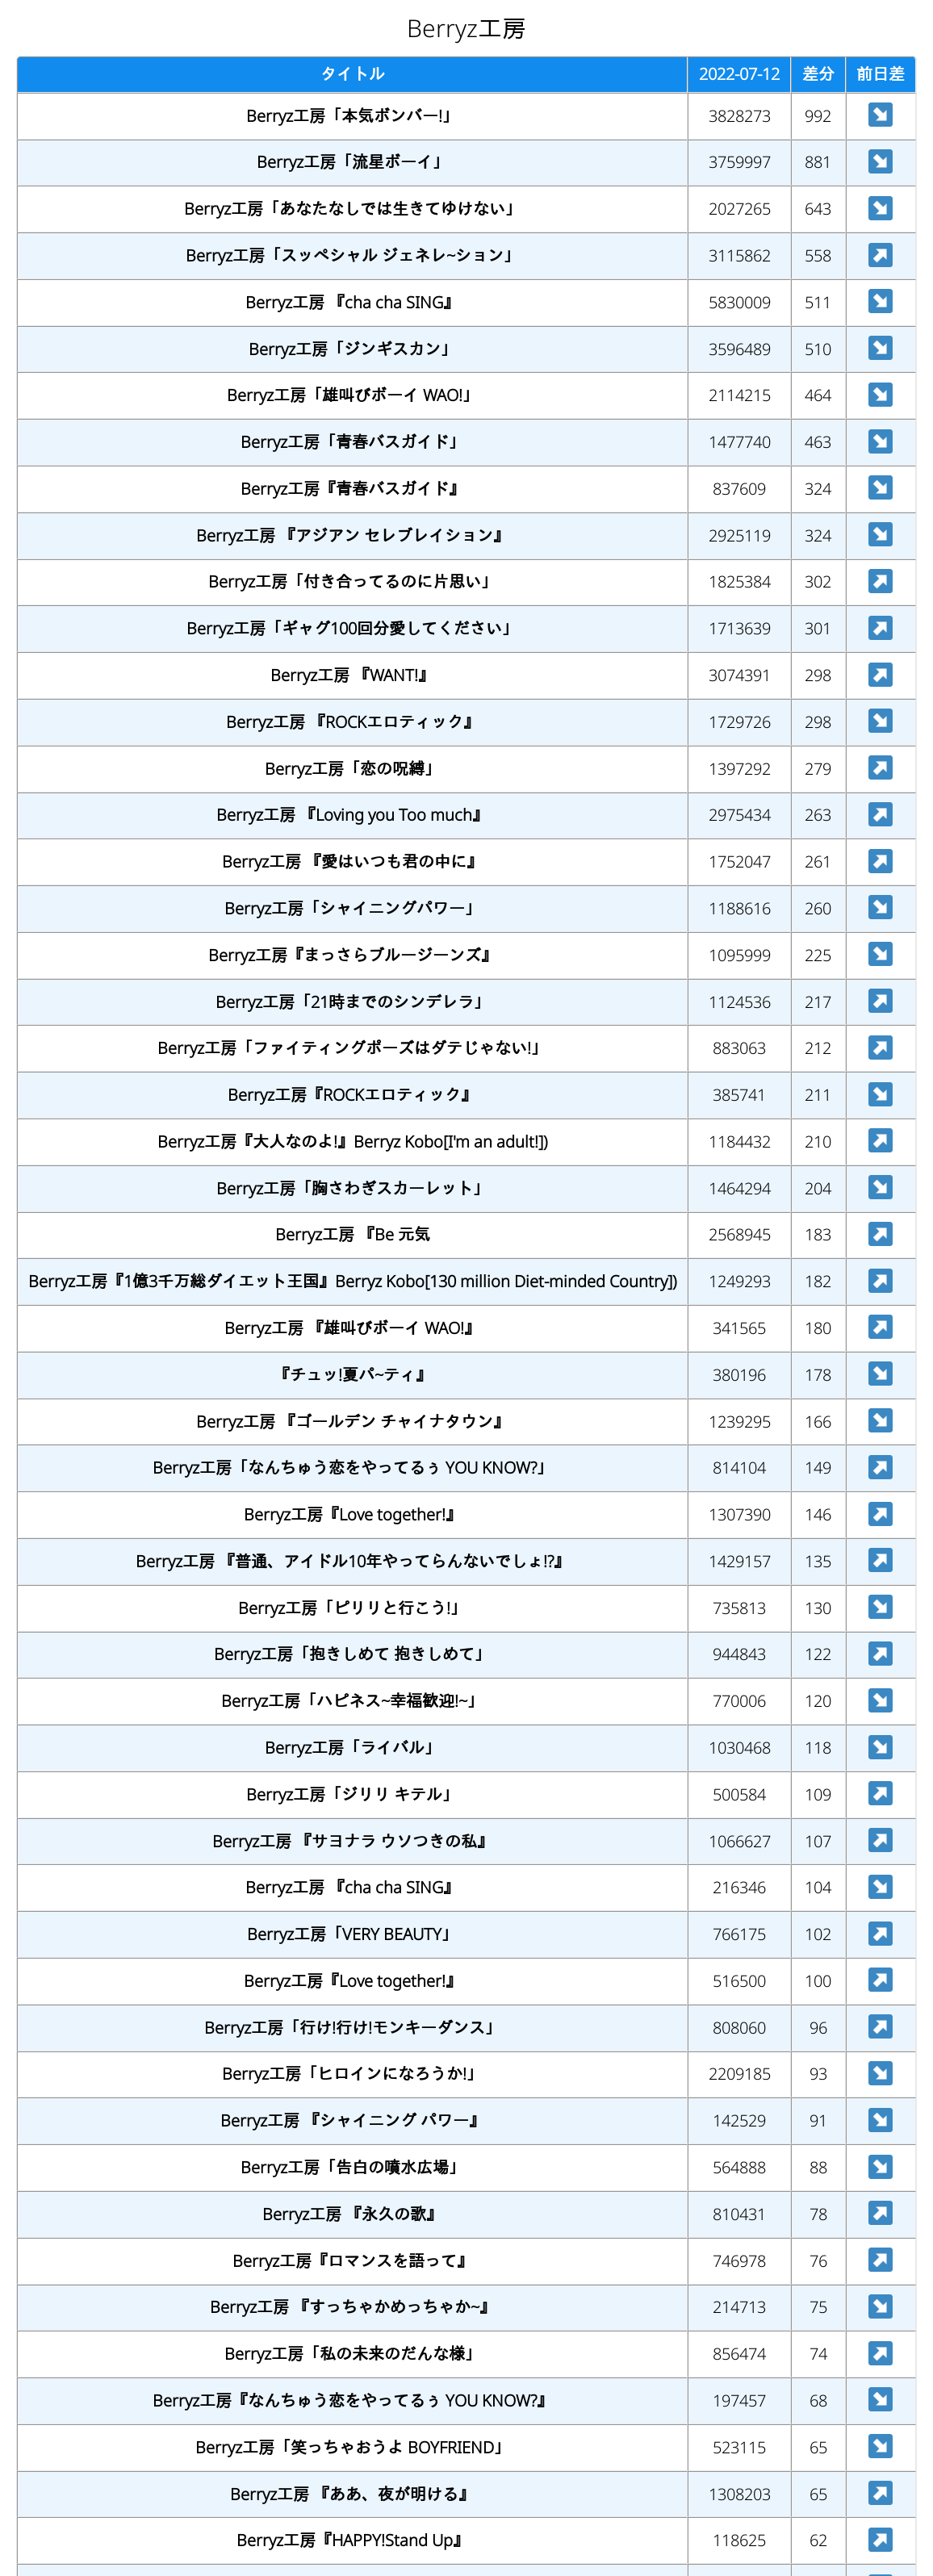 Berryz工房
タイトル 2022-07-12 差分 前日差
Berryz工房「本気ボンバー!」 3828273 992 ↘
Berryz工房「流星ボーイ」 3759997 881 ↘
Berryz工房「あなたなしでは生きてゆけない」 2027265 643 ↘
Berryz工房「スッペシャル ジェネレ~ション」 3115862 558 ↗
Berryz工房 『cha cha SING』 5830009 511 ↘
Berryz工房「ジンギスカン」 3596489 510 ↘
Berryz工房「雄叫びボーイ WAO!」 2114215 464 ↘
Berryz工房「青春バスガイド」 1477740 463 ↘
Berryz工房『青春バスガイド』 837609 324 ↘
Berryz工房 『アジアン セレブレイション』 2925119 324 ↘
Berryz工房「付き合ってるのに片思い」 1825384 302 ↗
Berryz工房「ギャグ100回分愛してください」 1713639 301 ↗
Berryz工房 『WANT!』 3074391 298 ↗
Berryz工房 『ROCKエロティック』 1729726 298 ↘
Berryz工房「恋の呪縛」 1397292 279 ↗
Berryz工房 『Loving you Too much』 2975434 263 ↗
Berryz工房 『愛はいつも君の中に』 1752047 261 ↗
Berryz工房「シャイニングパワー」 1188616 260 ↘
Berryz工房『まっさらブルージーンズ』 1095999 225 ↘
Berryz工房「21時までのシンデレラ」 1124536 217 ↗
Berryz工房「ファイティングポーズはダテじゃない!」 883063 212 ↗
Berryz工房『ROCKエロティック』 385741 211 ↘
Berryz工房『大人なのよ!』Berryz Kobo[I'm an adult!]) 1184432 210 ↗
Berryz工房「胸さわぎスカーレット」 1464294 204 ↘
Berryz工房 『Be 元気 2568945 183 ↗
Berryz工房『1億3千万総ダイエット王国』Berryz Kobo[130 million Diet-minded Country]) 1249293 182 ↗
Berryz工房 『雄叫びボーイ WAO!』 341565 180 ↗
『チュッ!夏パ~ティ』 380196 178 ↘
Berryz工房 『ゴールデン チャイナタウン』 1239295 166 ↘
Berryz工房「なんちゅう恋をやってるぅ YOU KNOW?」 814104 149 ↗
Berryz工房『Love together!』 1307390 146 ↗
Berryz工房 『普通、アイドル10年やってらんないでしょ!?』 1429157 135 ↗
Berryz工房「ピリリと行こう!」 735813 130 ↘
Berryz工房「抱きしめて 抱きしめて」 944843 122 ↗
Berryz工房「ハピネス~幸福歓迎!~」 770006 120 ↘
Berryz工房「ライバル」 1030468 118 ↘
Berryz工房「ジリリ キテル」 500584 109 ↗
Berryz工房 『サヨナラ ウソつきの私』 1066627 107 ↗
Berryz工房 『cha cha SING』 216346 104 ↘
Berryz工房「VERY BEAUTY」 766175 102 ↗
Berryz工房『Love together!』 516500 100 ↗
Berryz工房「行け!行け!モンキーダンス」 808060 96 ↗
Berryz工房「ヒロインになろうか!」 2209185 93 ↘
Berryz工房 『シャイニング パワー』 142529 91 ↘
Berryz工房「告白の噴水広場」 564888 88 ↘
Berryz工房 『永久の歌』 810431 78 ↗
Berryz工房『ロマンスを語って』 746978 76 ↗
Berryz工房 『すっちゃかめっちゃか~』 214713 75 ↘
Berryz工房「私の未来のだんな様」 856474 74 ↗
Berryz工房『なんちゅう恋をやってるぅ YOU KNOW?』 197457 68 ↘
Berryz工房「笑っちゃおうよ BOYFRIEND」 523115 65 ↘
Berryz工房 『ああ、夜が明ける』 1308203 65 ↗
Berryz工房『HAPPY!Stand Up』 118625 62 ↗